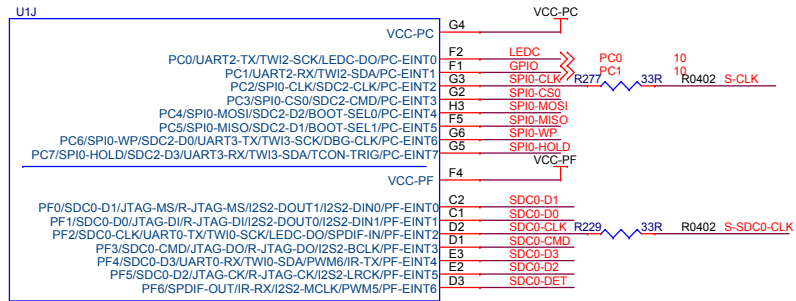 U1J
VCC-PC G4 VCC-PC
PC0/UART2-TX/TWI2-SCK/LEDC-DO/PC-EINT0 F2 LEDC PC0 10
PC1/UART2-RX/TWI2-SDA/PC-EINT1 F1 GPIO PC1 10
PC2/SPI0-CLK/SDC2-CLK/PC-EINT2 G3 SPI0-CLK R277 33R R0402 S-CLK
PC3/SPI0-CS0/SDC2-CMD/PC-EINT3 G2 SPI0-CS0
PC4/SPI0-MOSI/SDC2-D2/BOOT-SEL0/PC-EINT4 H3 SPI0-MOSI
PC5/SPI0-MISO/SDC2-D1/BOOT-SEL1/PC-EINT5 F5 SPI0-MISO
PC6/SPI0-WP/SDC2-D0/UART3-TX/TWI3-SCK/DBG-CLK/PC-EINT6 G6 SPI0-WP
PC7/SPI0-HOLD/SDC2-D3/UART3-RX/TWI3-SDA/TCON-TRIG/PC-EINT7 G5 SPI0-HOLD
VCC-PF F4 VCC-PF
PF0/SDC0-D1/JTAG-MS/R-JTAG-MS/I2S2-DOUT1/I2S2-DIN0/PF-EINT0 C2 SDC0-D1
PF1/SDC0-D0/JTAG-DI/R-JTAG-DI/I2S2-DOUT0/I2S2-DIN1/PF-EINT1 C1 SDC0-D0
PF2/SDC0-CLK/UART0-TX/TWI0-SCK/LEDC-DO/SPDIF-IN/PF-EINT2 D2 SDC0-CLK R229 33R R0402 S-SDC0-CLK
PF3/SDC0-CMD/JTAG-DO/R-JTAG-DO/I2S2-BCLK/PF-EINT3 D1 SDC0-CMD
PF4/SDC0-D3/UART0-RX/TWI0-SDA/PWM6/IR-TX/PF-EINT4 E3 SDC0-D3
PF5/SDC0-D2/JTAG-CK/R-JTAG-CK/I2S2-LRCK/PF-EINT5 E2 SDC0-D2
PF6/SPDIF-OUT/IR-RX/I2S2-MCLK/PWM5/PF-EINT6 D3 SDC0-DET